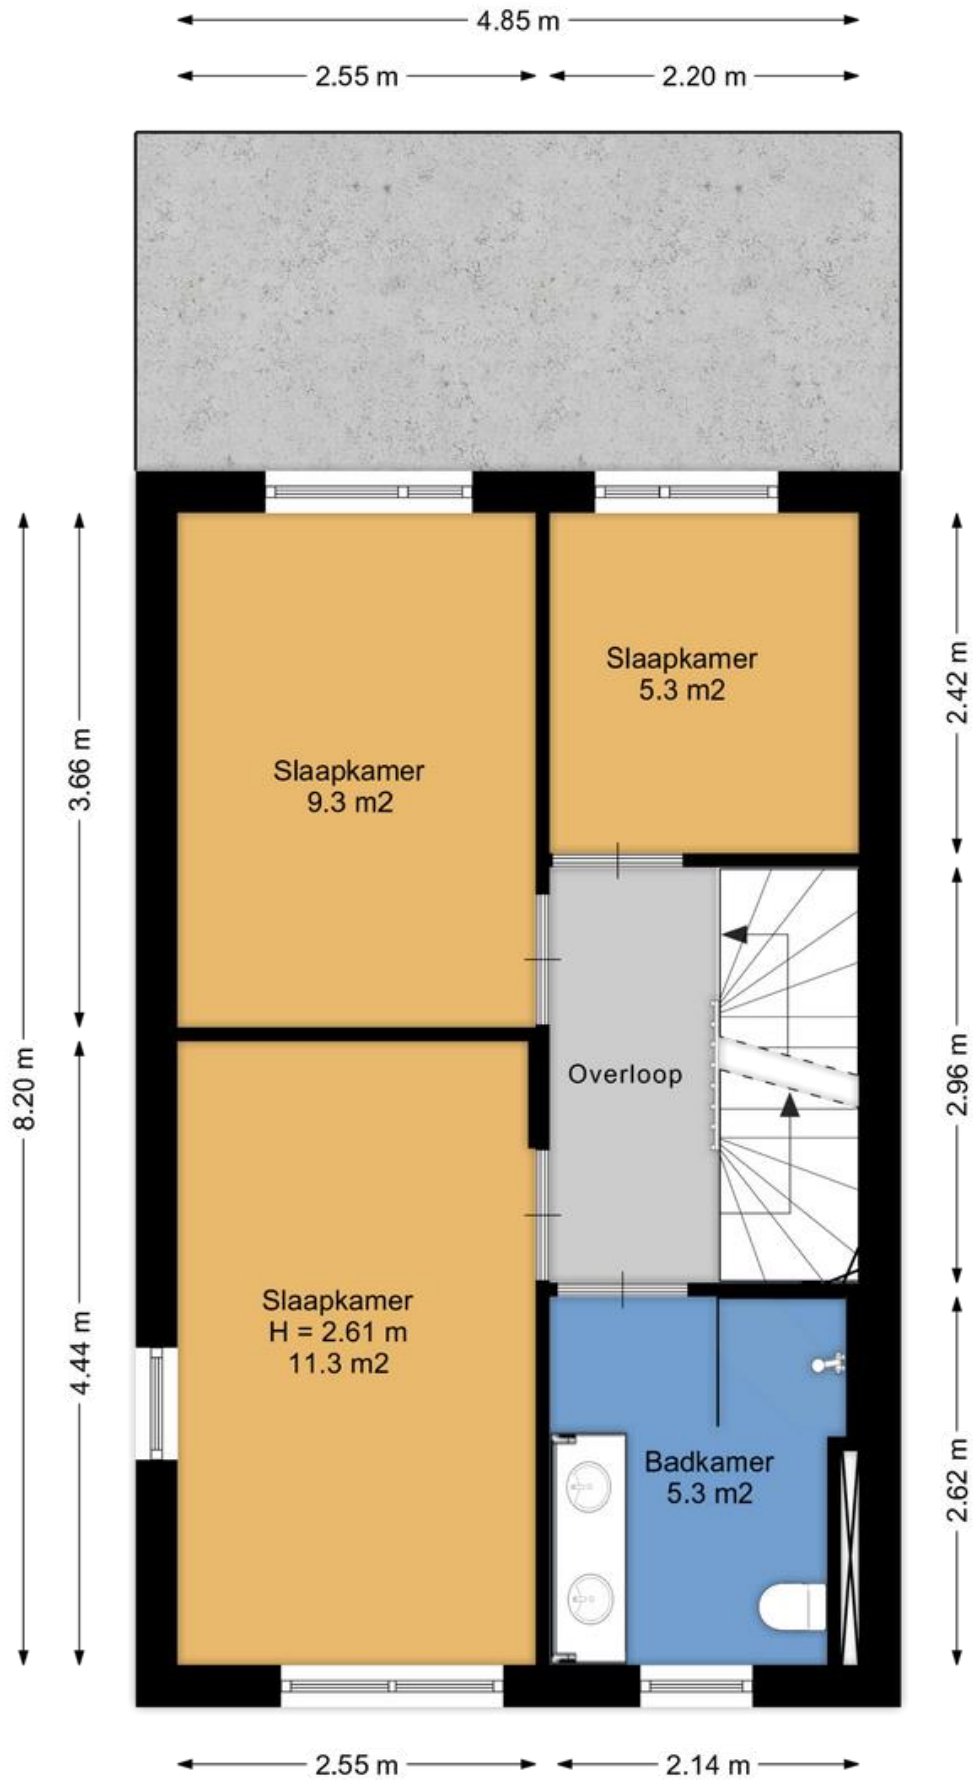 4.85 m
2.55 m
2.20 m
Slaapkamer
5.3 m2
2.42 m
Slaapkamer
9.3 m2
3.66 m
8.20 m
Overloop
2.96 m
Slaapkamer
H = 2.61 m
11.3 m2
4.44 m
Badkamer
5.3 m2
2.62 m
2.55 m
2.14 m